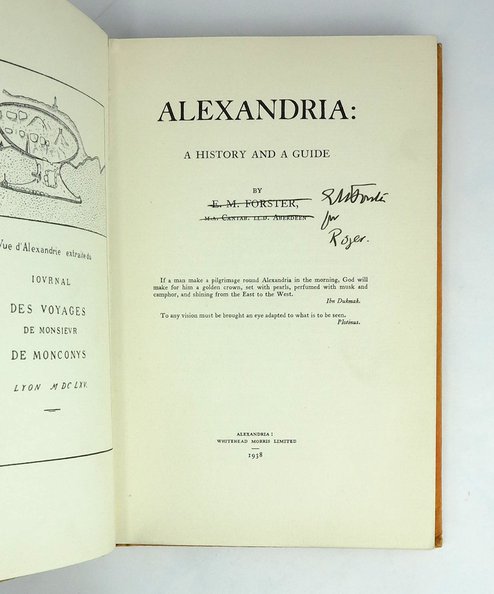 Vue d'Alexandrie extraite du
IOVRNAL
DES VOYAGES
DE MONSIEVR
DE MONCONYS
LYON MDCLXV.
ALEXANDRIA:
A HISTORY AND A GUIDE
BY
E. M. FORSTER,
M.A. CANTAB. LL.D. ABERDEEN
EMForster
for
Roger.
If a man make a pilgrimage round Alexandria in the morning, God will
make for him a golden crown, set with pearls, perfumed with musk and
camphor, and shining from the East to the West.
Ibn Dukmak.
To any vision must be brought an eye adapted to what is to be seen.
Plotinus.
ALEXANDRIA:
WHITEHEAD MORRIS LIMITED
1938